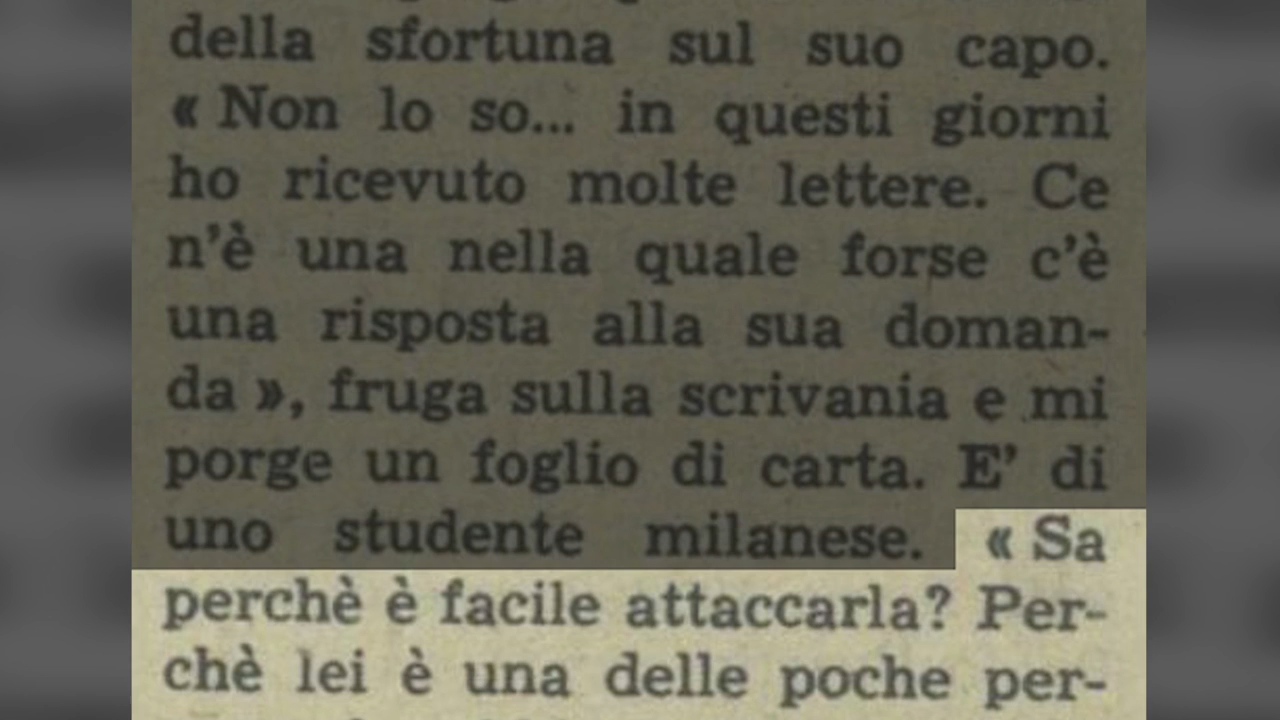 della sfortuna sul suo capo.
« Non lo so... in questi giorni
ho ricevuto molte lettere. Ce
n'è una nella quale forse c'è
una risposta alla sua doman-
da », fruga sulla scrivania e mi
porge un foglio di carta. E' di
uno studente milanese. « Sa
perchè è facile attaccarla? Per-
chè lei è una delle poche per-